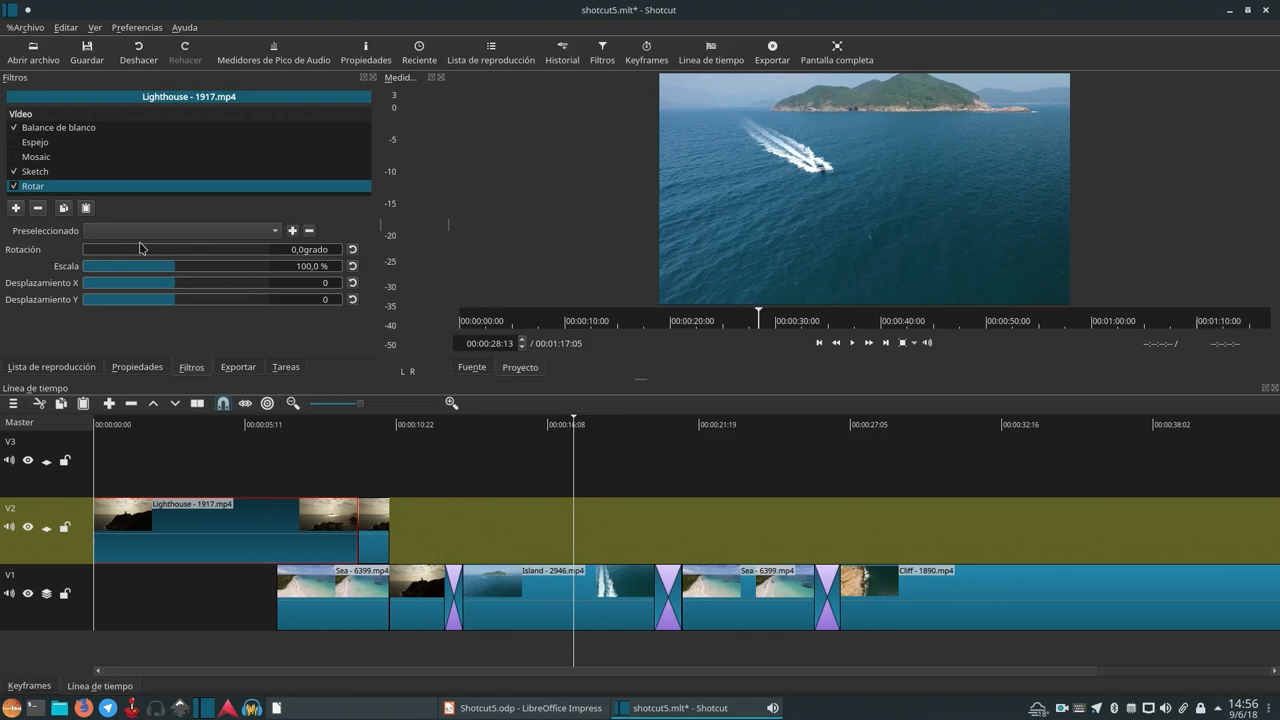 shotcut5.mlt* - Shotcut
%Archivo Editar Ver Preferencias Ayuda
Abrir archivo Guardar Deshacer Rehacer Medidores de Pico de Audio Propiedades Reciente Lista de reproducción Historial Filtros Keyframes Linea de tiempo Exportar Pantalla completa
Filtros
Medid...
Lighthouse - 1917.mp4
Vídeo
Balance de blanco
Espejo
Mosaic
Sketch
Rotar
Preseleccionado
Rotación 0,0grado
Escala 100,0 %
Desplazamiento X 0
Desplazamiento Y 0
3
0
-5
-10
-15
-20
-25
-30
-35
-40
-50
L R
00:00:00:00 00:00:10:00 00:00:20:00 00:00:30:00 00:00:40:00 00:00:50:00 00:01:00:00 00:01:10:00
00:00:28:13 / 00:01:17:05 --:--:--:-- / --:--:--:--
Lista de reproducción Propiedades Filtros Exportar Tareas
Fuente Proyecto
Línea de tiempo
Master
00:00:00:00 00:00:05:11 00:00:10:22 00:00:16:08 00:00:21:19 00:00:27:05 00:00:32:16 00:00:38:02
V3
V2
Lighthouse - 1917.mp4
V1
Sea - 6399.mp4 Island - 2946.mp4 Sea - 6399.mp4 Cliff - 1890.mp4
Keyframes Línea de tiempo
Shotcut5.odp - LibreOffice Impress
shotcut5.mlt* - Shotcut
18°
14:56
9/6/18